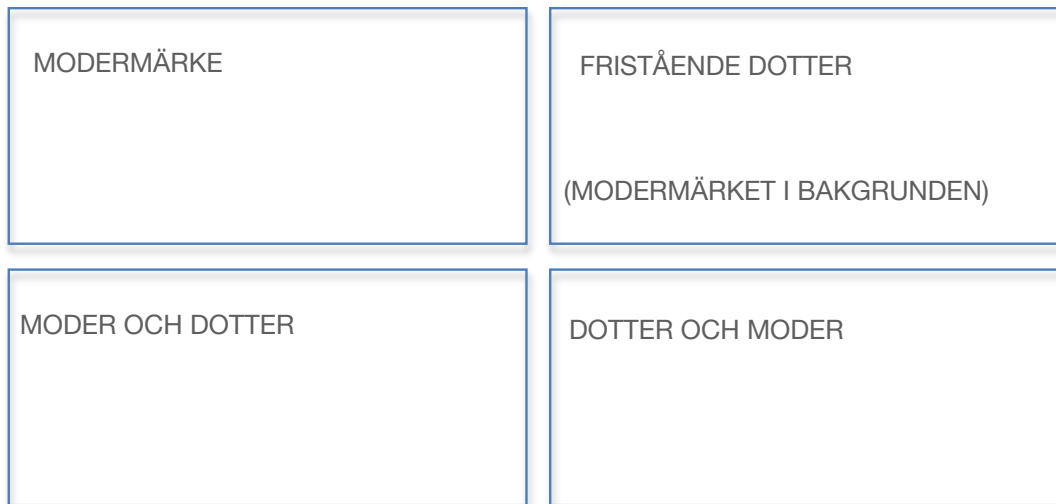 MODERMÄRKE
FRISTÅENDE DOTTER
(MODERMÄRKET I BAKGRUNDEN)
MODER OCH DOTTER
DOTTER OCH MODER